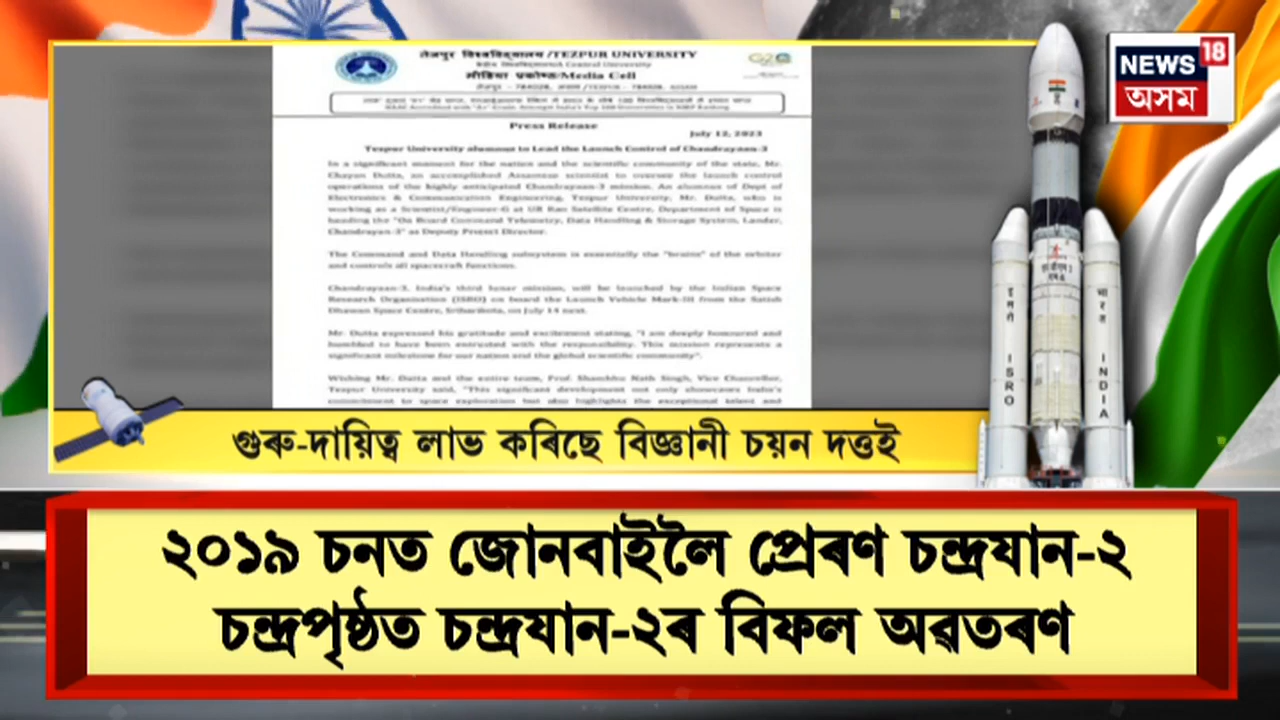 NEWS 18
অসম
तेजपुर विश्वविद्यालय /TEZPUR UNIVERSITY
Central University
मीडिया प्रकोष्ठ/Media Cell
Press Release
July 12, 2023
Tezpur University alumnus to Lead the Launch Control of Chandrayaan-3
In a significant moment for the nation and the scientific community of the state, Mr.
Chayan Dutta, an accomplished Assamese scientist to oversee the launch control
operations of the highly anticipated Chandrayaan-3 mission. An alumnus of Dept of
Electronics & Communication Engineering, Tezpur University, Mr. Dutta, who is
working as a Scientist/Engineer-G at UR Rao Satellite Centre, Department of Space is
heading the "On Board Command Telemetry, Data Handling & Storage System, Lander,
Chandrayan-3" as Deputy Project Director.
The Command and Data Handling subsystem is essentially the "brains" of the orbiter
and controls all spacecraft functions.
Chandrayaan-3, India's third lunar mission, will be launched by the Indian Space
Research Organisation (ISRO) on board the Launch Vehicle Mark-III from the Satish
Dhawan Space Centre, Sriharikota, on July 14 next.
Mr. Dutta expressed his gratitude and excitement stating, "I am deeply honoured and
humbled to have been entrusted with the responsibility. This mission represents a
significant milestone for our nation and the global scientific community".
Wishing Mr. Dutta and the entire team, Prof. Shambhu Nath Singh, Vice Chancellor,
Tezpur University said, "This significant development not only showcases India's
commitment to space exploration but also highlights the exceptional talent and
इसरो ISRO
भारत INDIA
গুৰু-দায়িত্ব লাভ কৰিছে বিজ্ঞানী চয়ন দত্তই
২০১৯ চনত জোনবাইলৈ প্ৰেৰণ চন্দ্ৰযান-২
চন্দ্ৰপৃষ্ঠত চন্দ্ৰযান-২ৰ বিফল অৱতৰণ